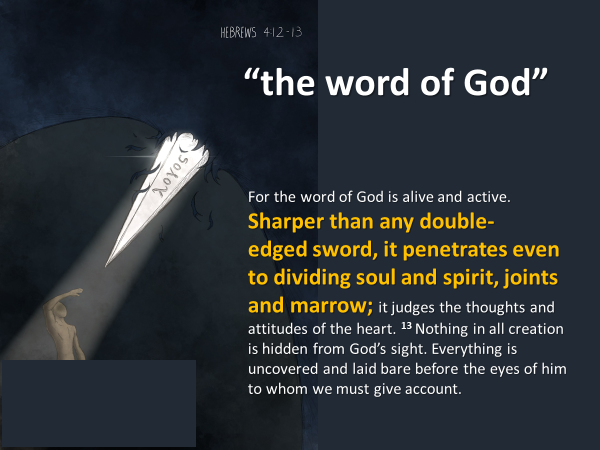 HEBREWS 4:12-13
“the word of God”
λογος
For the word of God is alive and active.
Sharper than any double-
edged sword, it penetrates even
to dividing soul and spirit, joints
and marrow; it judges the thoughts and
attitudes of the heart. 13 Nothing in all creation
is hidden from God’s sight. Everything is
uncovered and laid bare before the eyes of him
to whom we must give account.